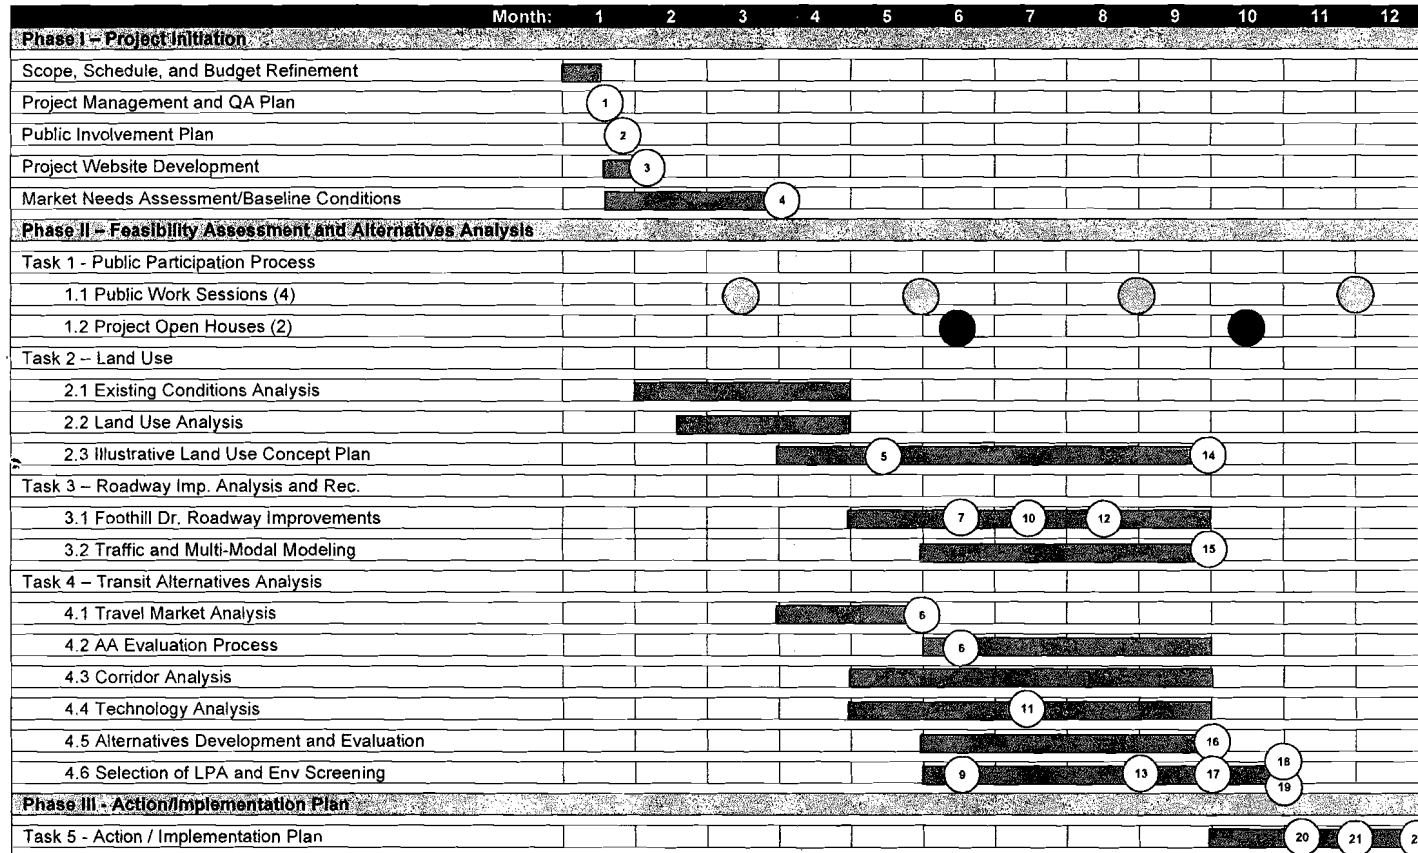 Month: 1 2 3 4 5 6 7 8 9 10 11 12
Phase I – Project Initiation
Scope, Schedule, and Budget Refinement
Project Management and QA Plan 1
Public Involvement Plan 2
Project Website Development 3
Market Needs Assessment/Baseline Conditions 4
Phase II – Feasibility Assessment and Alternatives Analysis
Task 1 - Public Participation Process
1.1 Public Work Sessions (4)
1.2 Project Open Houses (2)
Task 2 – Land Use
2.1 Existing Conditions Analysis
2.2 Land Use Analysis
2.3 Illustrative Land Use Concept Plan 5 14
Task 3 – Roadway Imp. Analysis and Rec.
3.1 Foothill Dr. Roadway Improvements 7 10 12
3.2 Traffic and Multi-Modal Modeling 15
Task 4 – Transit Alternatives Analysis
4.1 Travel Market Analysis 6
4.2 AA Evaluation Process 6
4.3 Corridor Analysis
4.4 Technology Analysis 11
4.5 Alternatives Development and Evaluation 16
4.6 Selection of LPA and Env Screening 9 13 17 18
19
Phase III - Action/Implementation Plan
Task 5 - Action / Implementation Plan 20 21